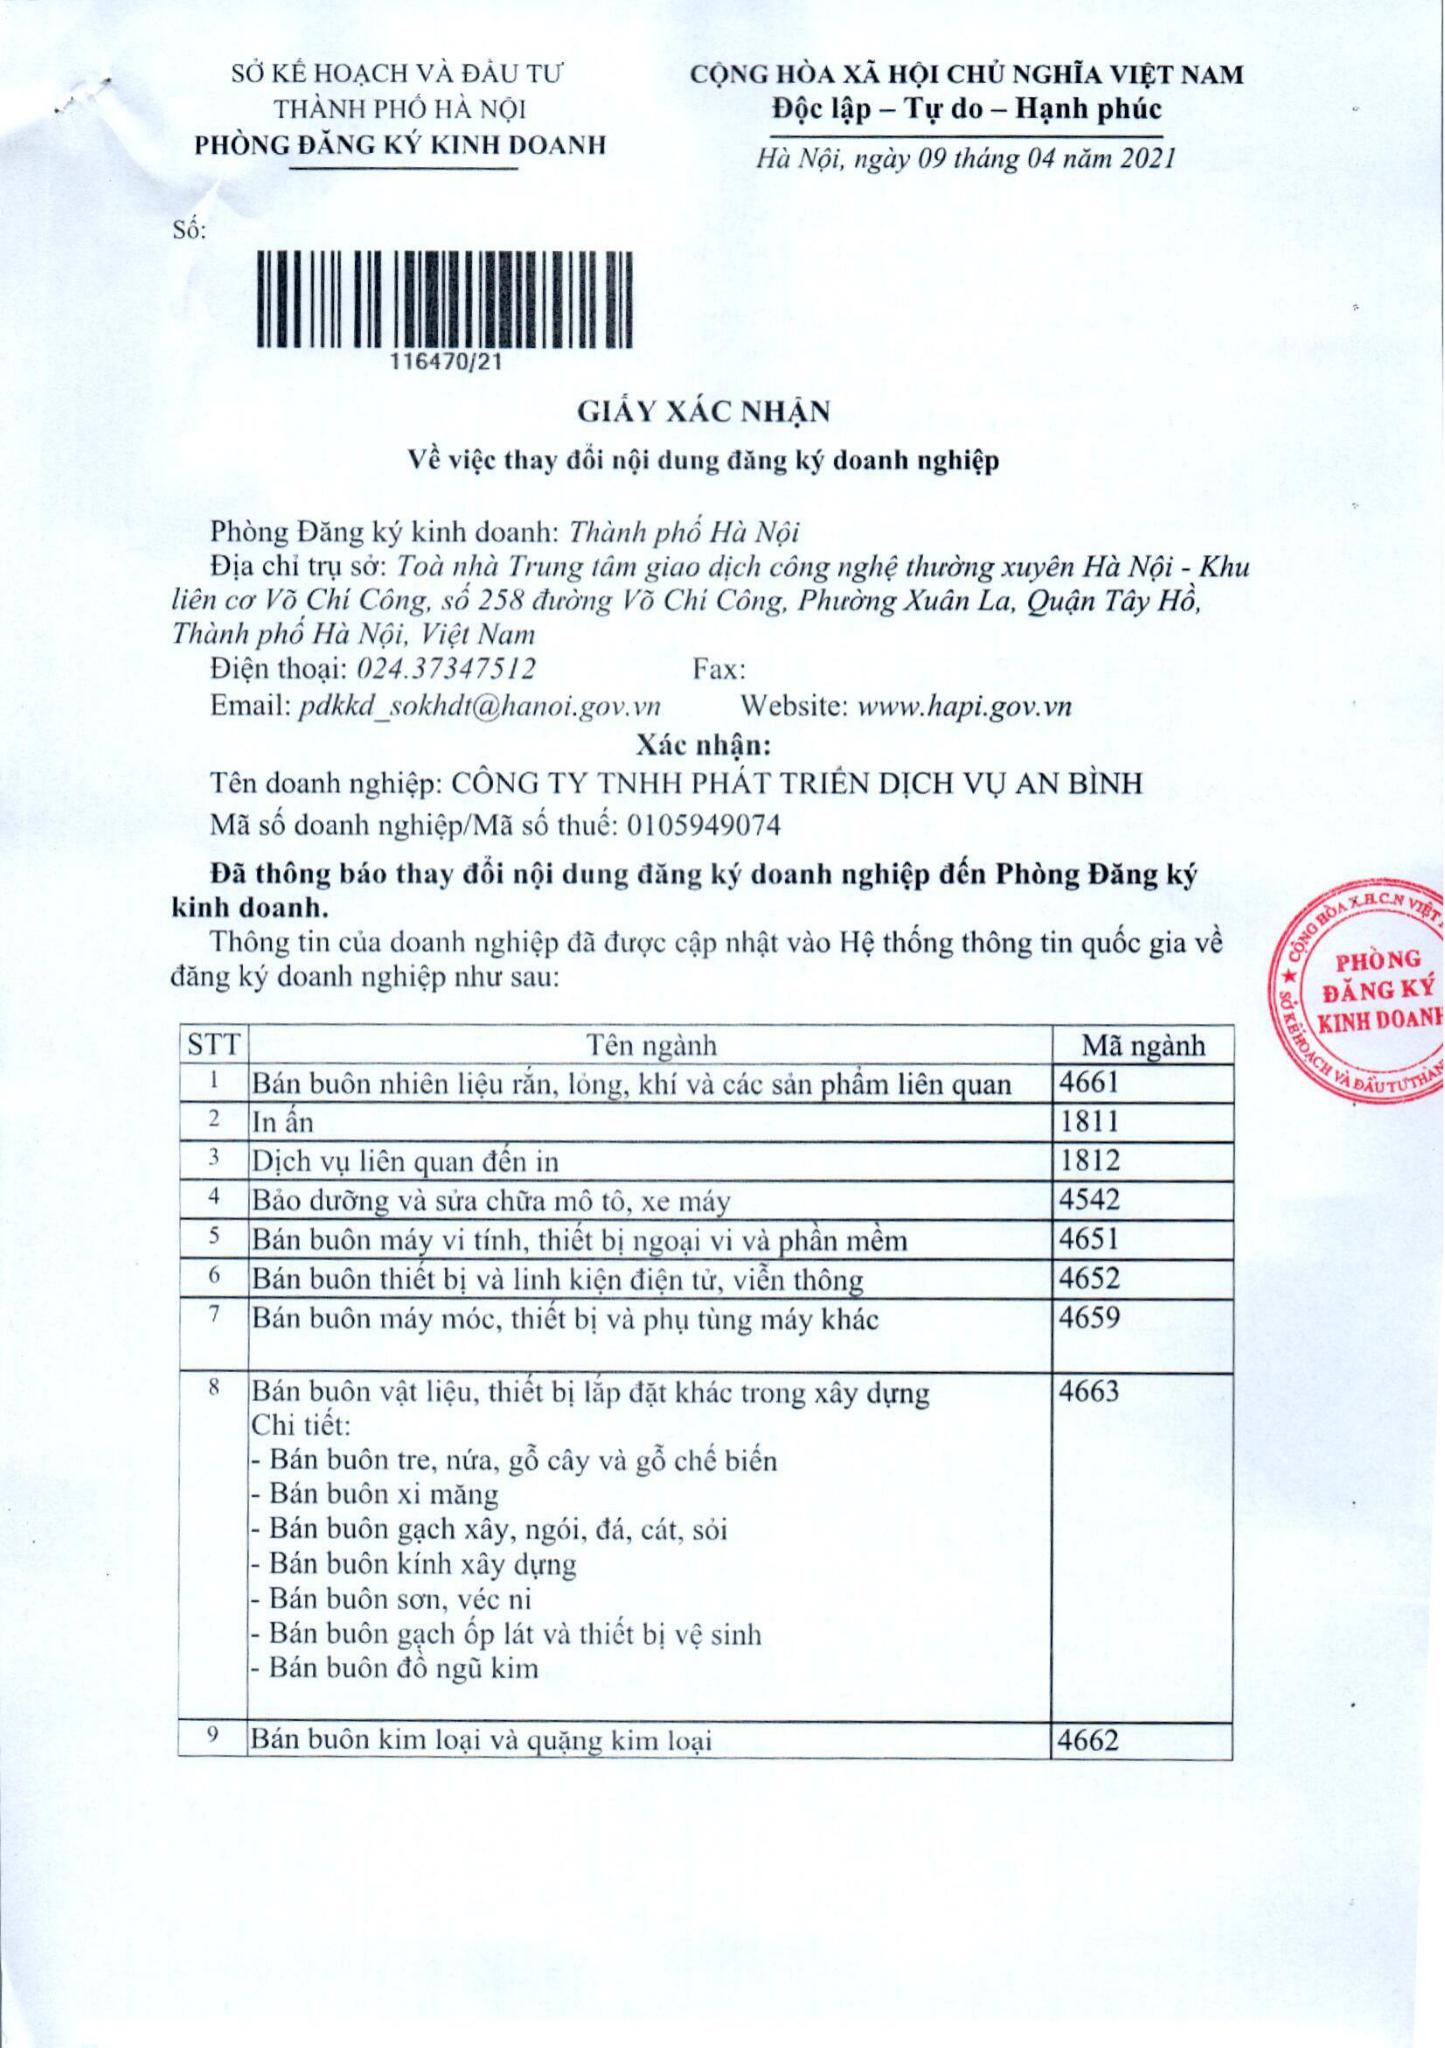 SỞ KẾ HOẠCH VÀ ĐẦU TƯ
THÀNH PHỐ HÀ NỘI
PHÒNG ĐĂNG KÝ KINH DOANH
CỘNG HÒA XÃ HỘI CHỦ NGHĨA VIỆT NAM
Độc lập – Tự do – Hạnh phúc
Hà Nội, ngày 09 tháng 04 năm 2021
Số:
116470/21
GIẤY XÁC NHẬN
Về việc thay đổi nội dung đăng ký doanh nghiệp
Phòng Đăng ký kinh doanh: Thành phố Hà Nội
Địa chỉ trụ sở: Toà nhà Trung tâm giao dịch công nghệ thường xuyên Hà Nội - Khu
liên cơ Võ Chí Công, số 258 đường Võ Chí Công, Phường Xuân La, Quận Tây Hồ,
Thành phố Hà Nội, Việt Nam
Điện thoại: 024.37347512 Fax:
Email: pdkkd_sokhdt@hanoi.gov.vn Website: www.hapi.gov.vn
Xác nhận:
Tên doanh nghiệp: CÔNG TY TNHH PHÁT TRIỂN DỊCH VỤ AN BÌNH
Mã số doanh nghiệp/Mã số thuế: 0105949074
Đã thông báo thay đổi nội dung đăng ký doanh nghiệp đến Phòng Đăng ký
kinh doanh.
Thông tin của doanh nghiệp đã được cập nhật vào Hệ thống thông tin quốc gia về
đăng ký doanh nghiệp như sau:
CỘNG HÒA X.H.C.N VIỆT
PHÒNG
ĐĂNG KÝ
KINH DOANH
SỞ KẾ HOẠCH VÀ ĐẦU TƯ THÀN
STT Tên ngành Mã ngành
1 Bán buôn nhiên liệu rắn, lỏng, khí và các sản phẩm liên quan 4661
2 In ấn 1811
3 Dịch vụ liên quan đến in 1812
4 Bảo dưỡng và sửa chữa mô tô, xe máy 4542
5 Bán buôn máy vi tính, thiết bị ngoại vi và phần mềm 4651
6 Bán buôn thiết bị và linh kiện điện tử, viễn thông 4652
7 Bán buôn máy móc, thiết bị và phụ tùng máy khác 4659
8 Bán buôn vật liệu, thiết bị lắp đặt khác trong xây dựng 4663
Chi tiết:
- Bán buôn tre, nứa, gỗ cây và gỗ chế biến
- Bán buôn xi măng
- Bán buôn gạch xây, ngói, đá, cát, sỏi
- Bán buôn kính xây dựng
- Bán buôn sơn, véc ni
- Bán buôn gạch ốp lát và thiết bị vệ sinh
- Bán buôn đồ ngũ kim
9 Bán buôn kim loại và quặng kim loại 4662